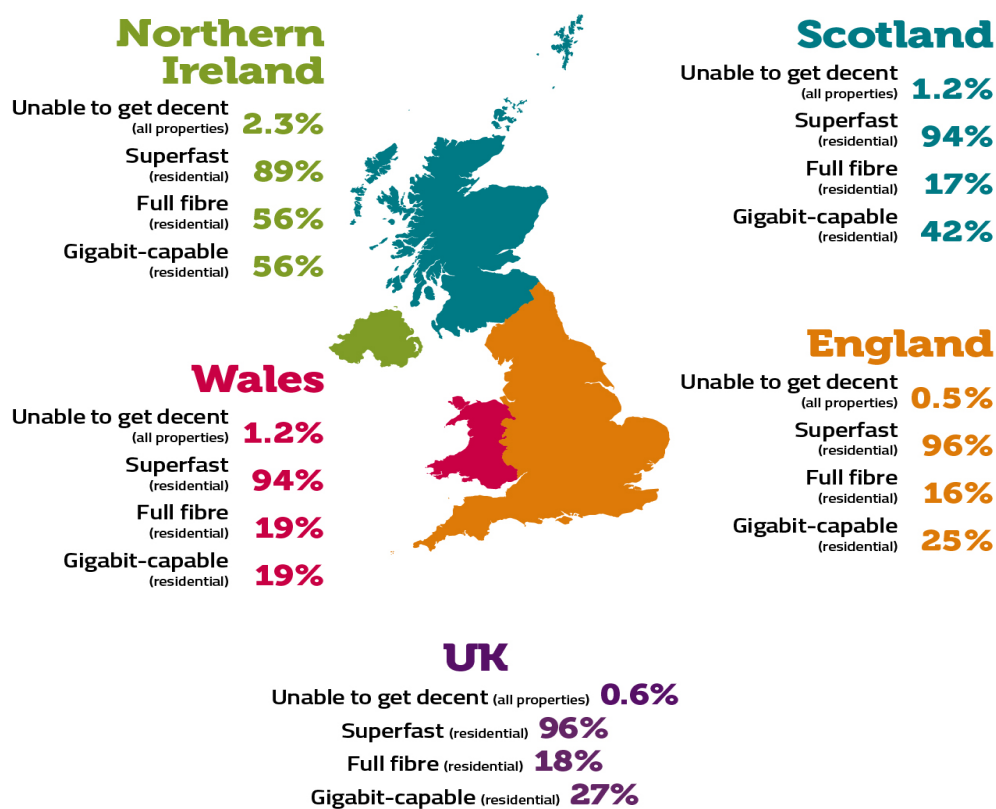 Northern
Ireland
Unable to get decent
(all properties) 2.3%
Superfast
(residential) 89%
Full fibre
(residential) 56%
Gigabit-capable
(residential) 56%
Scotland
Unable to get decent
(all properties) 1.2%
Superfast
(residential) 94%
Full fibre
(residential) 17%
Gigabit-capable
(residential) 42%
Wales
Unable to get decent
(all properties) 1.2%
Superfast
(residential) 94%
Full fibre
(residential) 19%
Gigabit-capable
(residential) 19%
England
Unable to get decent
(all properties) 0.5%
Superfast
(residential) 96%
Full fibre
(residential) 16%
Gigabit-capable
(residential) 25%
UK
Unable to get decent (all properties) 0.6%
Superfast (residential) 96%
Full fibre (residential) 18%
Gigabit-capable (residential) 27%